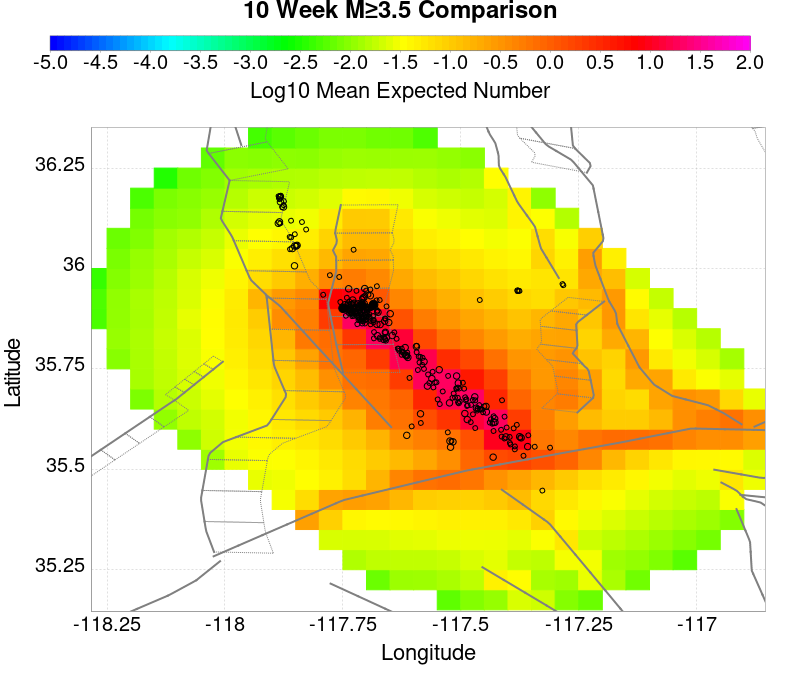 10 Week M≥3.5 Comparison
-5.0 -4.5 -4.0 -3.5 -3.0 -2.5 -2.0 -1.5 -1.0 -0.5 0.0 0.5 1.0 1.5 2.0
Log10 Mean Expected Number
36.25
36
35.75
35.5
35.25
Latitude
-118.25 -118 -117.75 -117.5 -117.25 -117
Longitude